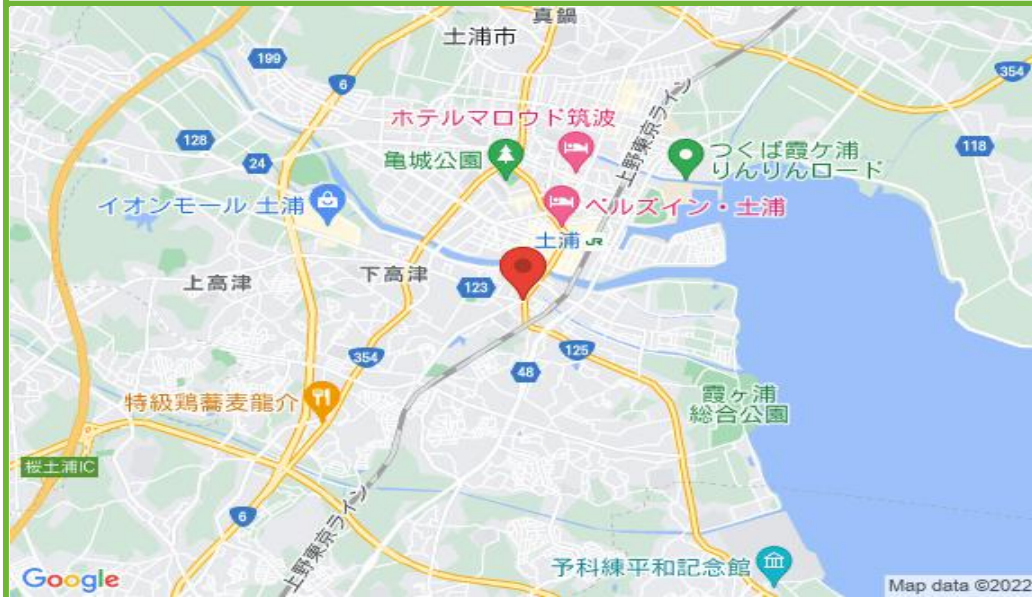 真鍋
土浦市
199
6
354
ホテルマロウド筑波
上野東京ライン
128
24
亀城公園
つくば霞ケ浦
りんりんロード
118
イオンモール 土浦
ベルズイン・土浦
土浦 JR
上高津
下高津
123
354
125
48
特級鶏蕎麦龍介
霞ヶ浦
総合公園
桜土浦IC
6
上野東京ライン
予科練平和記念館
Google
Map data ©2022